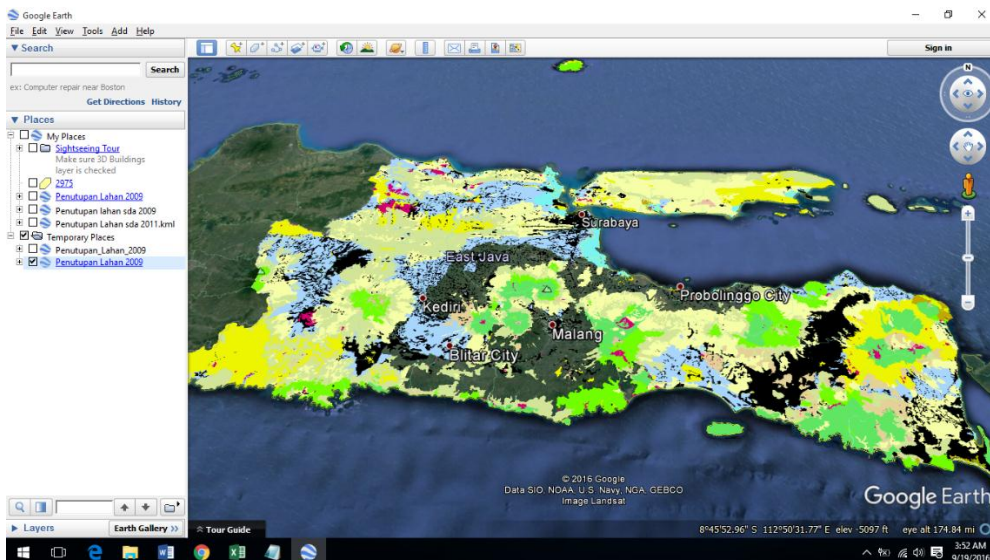 Google Earth
File Edit View Tools Add Help
▼ Search
Search
ex: Computer repair near Boston
Get Directions History
▼ Places
My Places
Sightseeing Tour
Make sure 3D Buildings
layer is checked
2975
Penutupan Lahan 2009
Penutupan lahan sda 2009
Penutupan Lahan sda 2011.kml
Temporary Places
Penutupan_Lahan_2009
Penutupan Lahan 2009
Layers
Earth Gallery >>
Sign in
N
Surabaya
East Java
Probolinggo City
Kediri
Malang
Blitar City
© 2016 Google
Data SIO, NOAA, U.S. Navy, NGA, GEBCO
Image Landsat
Google Earth
Tour Guide
8°45'52.96" S 112°50'31.77" E elev -5097 ft eye alt 174.84 mi
3:52 AM
9/19/2016